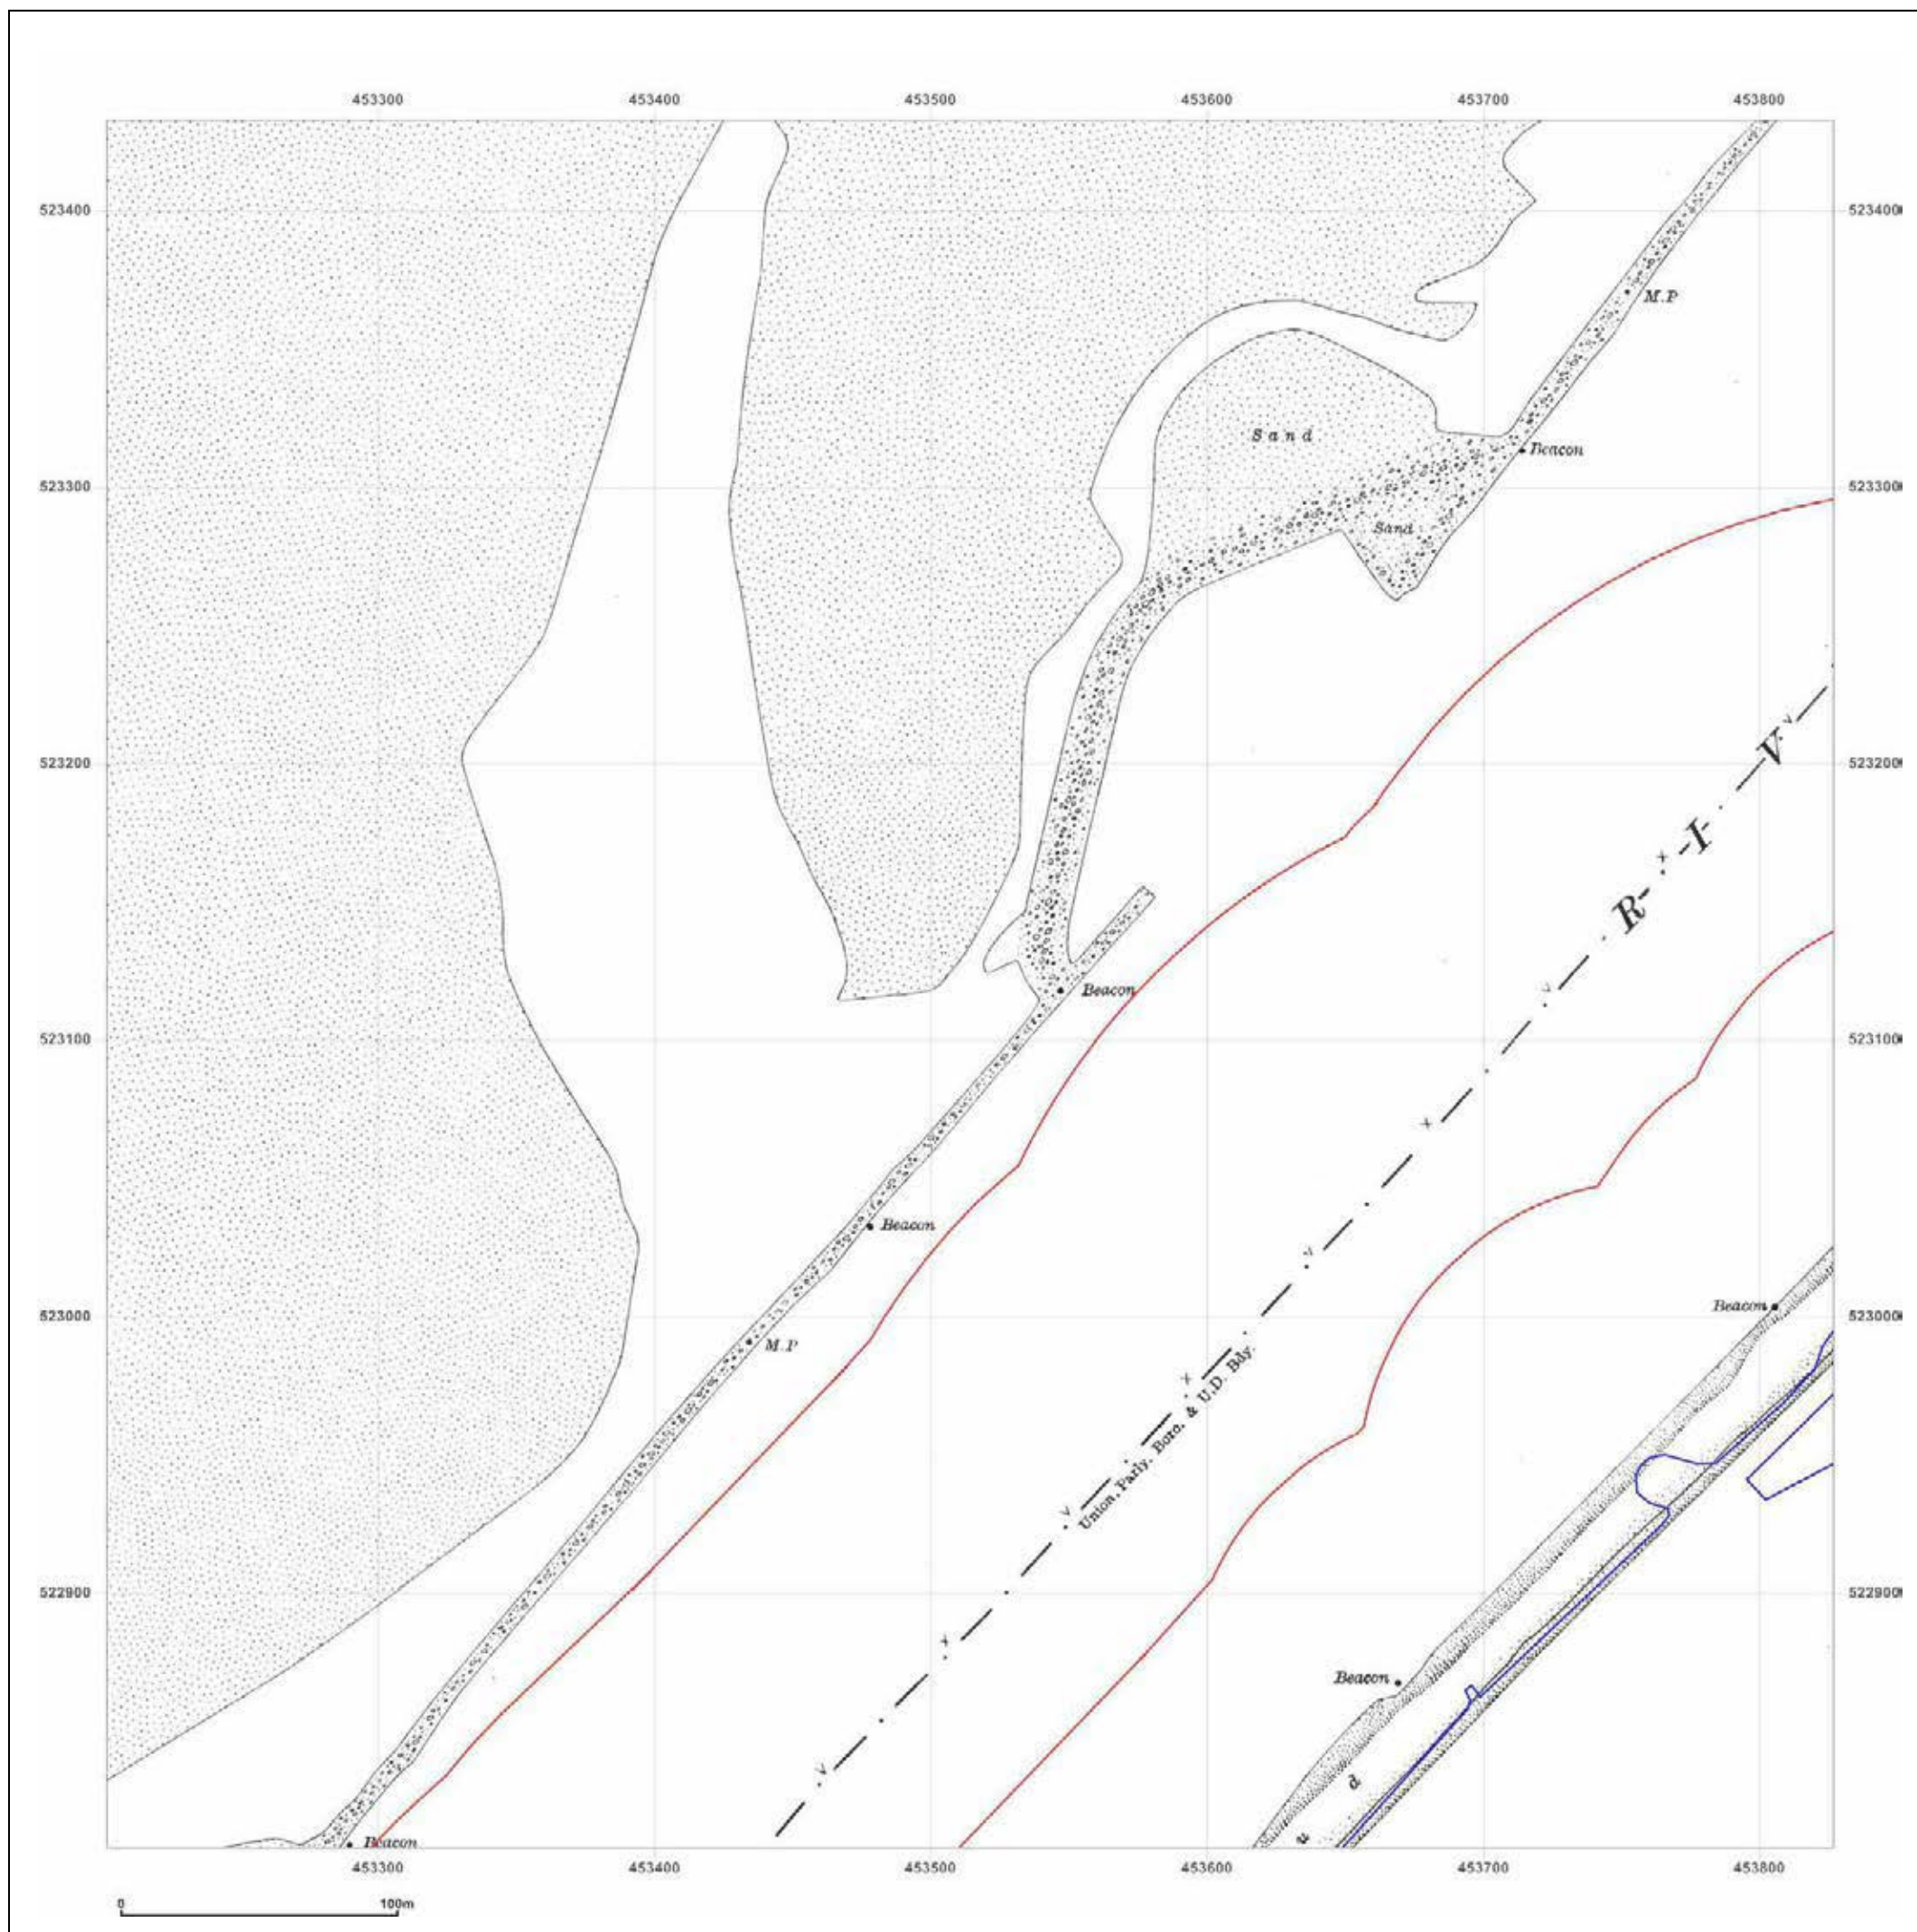 453300 453400 453500 453600 453700 453800
523400 523400
M.P
Sand
Beacon
523300 523300
Sand
523200 523200
R-I-V
Beacon
523100 523100
Beacon
Beacon
523000 523000
M.P
Union, Parly. Boro. & U.D. Bdy.
522900 522900
Beacon
d
u
Beacon
453300 453400 453500 453600 453700 453800
0 100m